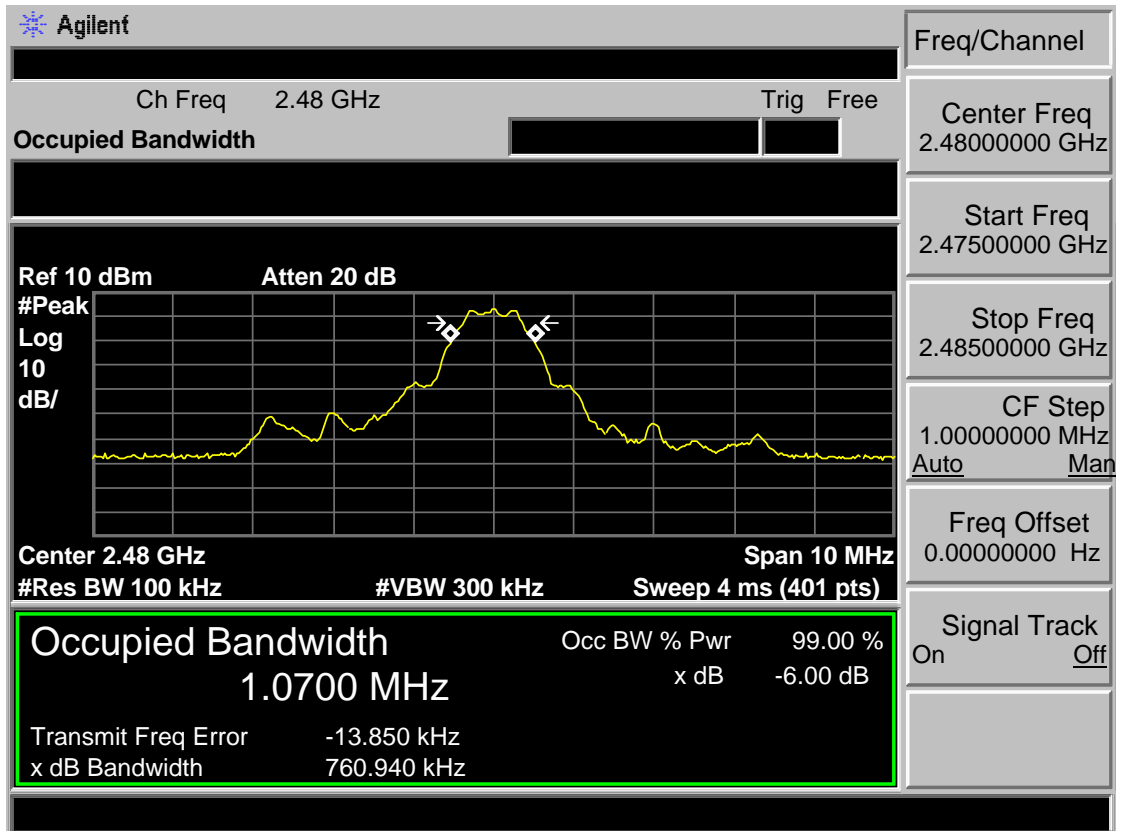 Agilent
Freq/Channel
Ch Freq 2.48 GHz Trig Free
Occupied Bandwidth
Center Freq
2.48000000 GHz
Start Freq
2.47500000 GHz
Stop Freq
2.48500000 GHz
CF Step
1.00000000 MHz
Auto Man
Freq Offset
0.00000000 Hz
Signal Track
On Off
Ref 10 dBm Atten 20 dB
#Peak
Log
10
dB/
Center 2.48 GHz Span 10 MHz
#Res BW 100 kHz #VBW 300 kHz Sweep 4 ms (401 pts)
Occupied Bandwidth Occ BW % Pwr 99.00 %
1.0700 MHz x dB -6.00 dB
Transmit Freq Error -13.850 kHz
x dB Bandwidth 760.940 kHz